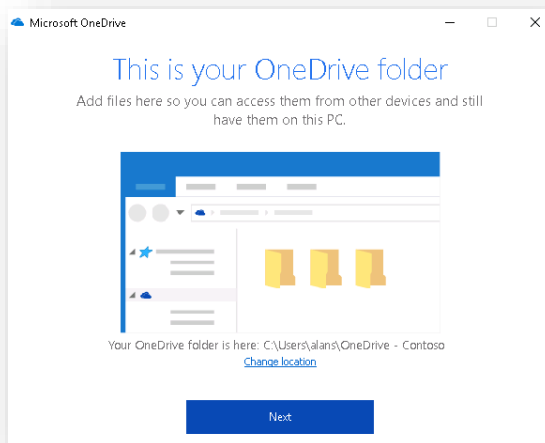 Microsoft OneDrive
This is your OneDrive folder
Add files here so you can access them from other devices and still
have them on this PC.
Your OneDrive folder is here: C:\Users\alans\OneDrive - Contoso
Change location
Next